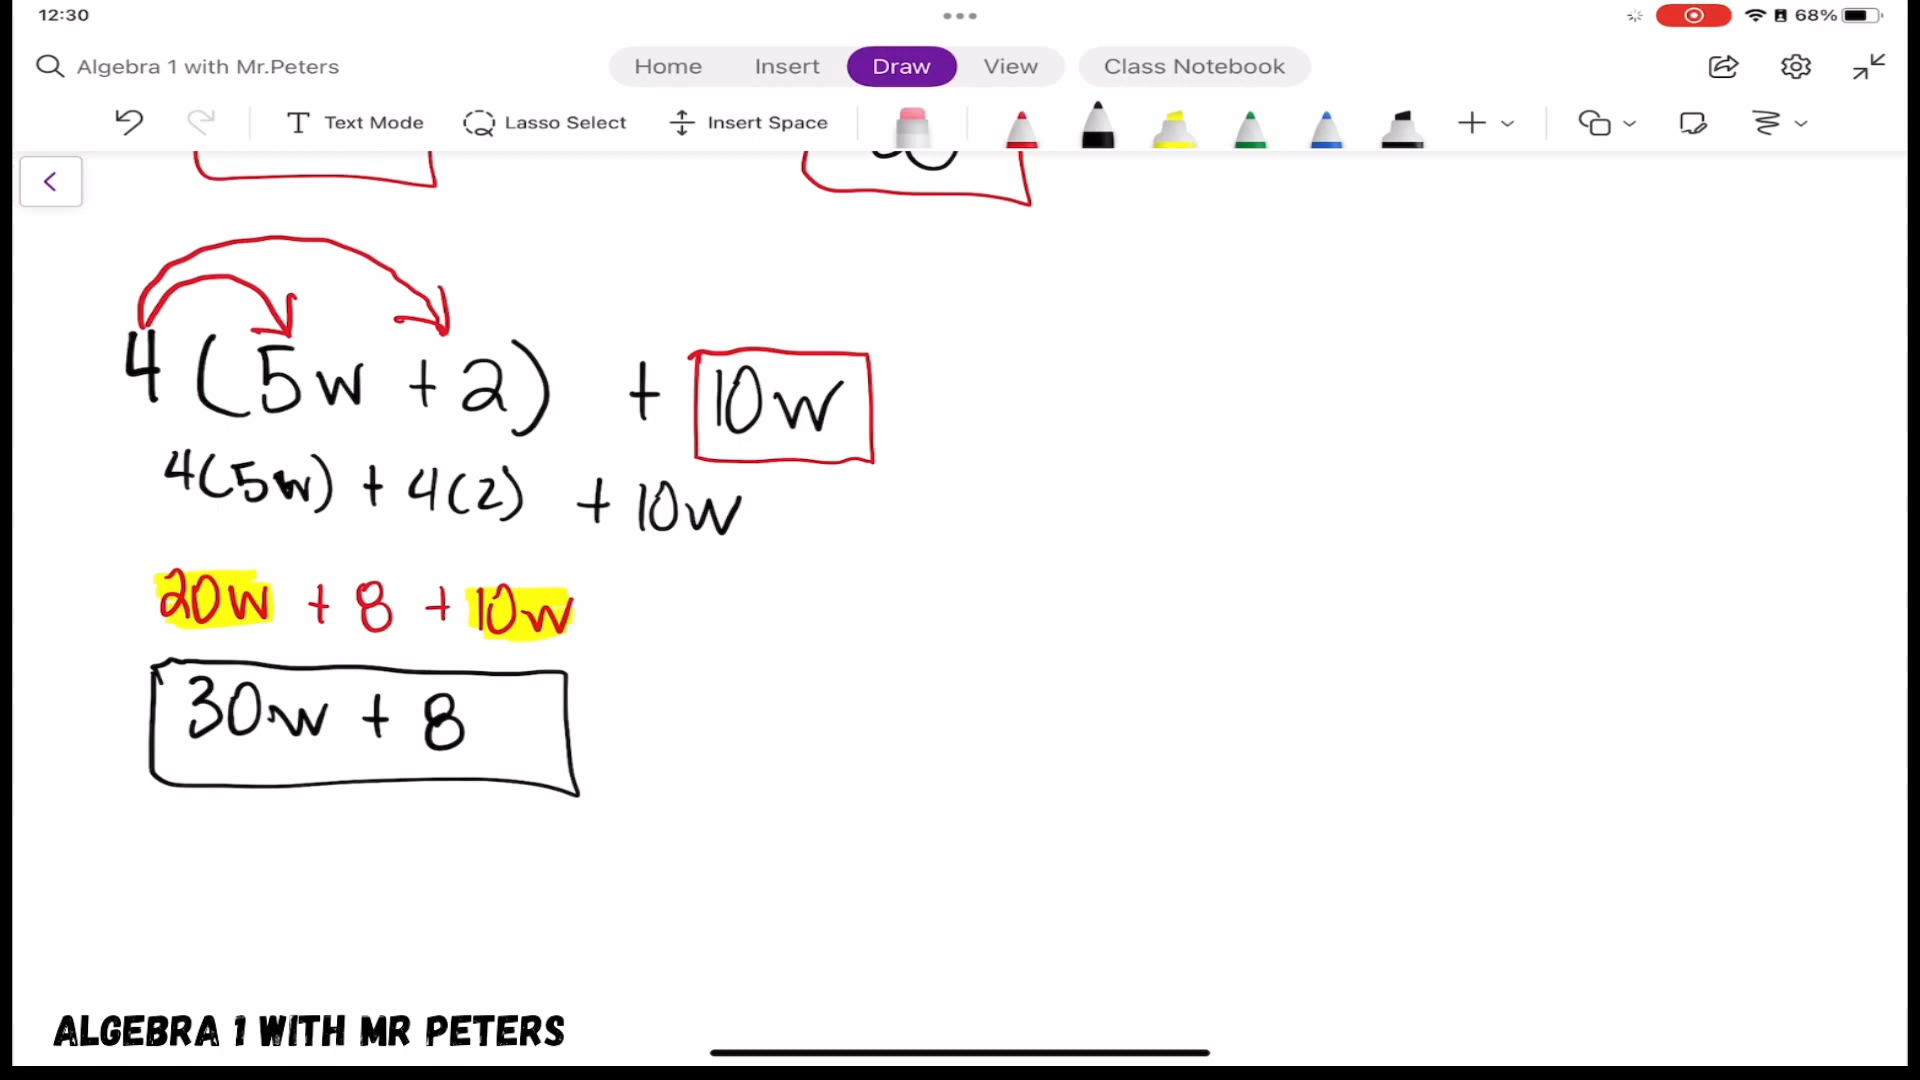 12:30
68%
Algebra 1 with Mr.Peters
Home Insert Draw View Class Notebook
Text Mode Lasso Select Insert Space
4(5w + 2) + 10w
4(5w) + 4(2) + 10w
20w + 8 + 10w
30w + 8
ALGEBRA 1 WITH MR PETERS